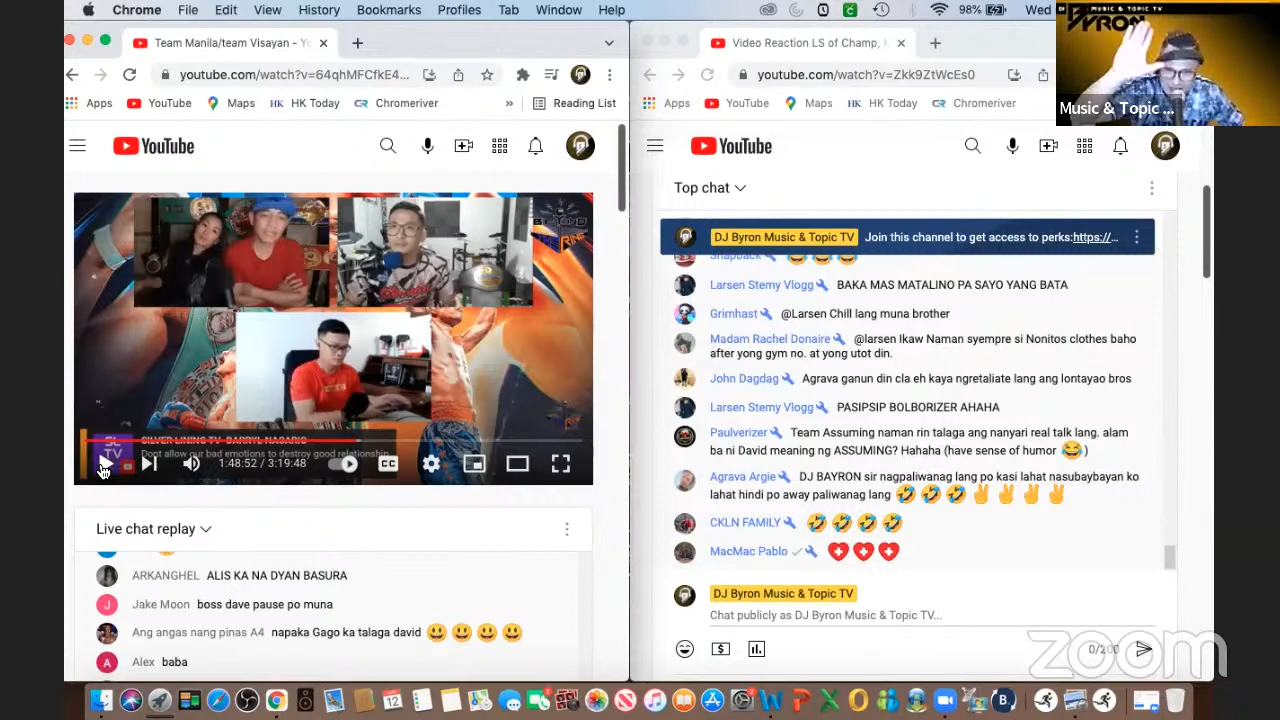 Chrome File Edit View History Bookmarks Profiles Tab Window Help
98% Wed
MUSIC & TOPIC TV
BYRON
Music & Topic ...
Team Manila/team Visayan - Yo
Video Reaction LS of Champ,
youtube.com/watch?v=64qhMFCfkE4...
youtube.com/watch?v=Zkk9ZtWcEs0
Apps YouTube Maps HK Today Chromeriver » Reading List
Apps YouTube Maps HK Today Chromeriver
YouTube
YouTube
BEYOND
RING
SILVER LINING TV- DARRYL NASARIO
Dont allow our bad emotions to destroy good relationship
SL
TV
1:48:52 / 3:19:48
CC
Live chat replay
ARKANGHEL ALIS KA NA DYAN BASURA
J Jake Moon boss dave pause po muna
Ang angas nang pinas A4 napaka Gago ka talaga david 😃 😃 😃 😃
A Alex baba
Top chat
DJ Byron Music & Topic TV Join this channel to get access to perks:https://...
Snapback 🤣 🤣 🤣
Larsen Stemy Vlogg BAKA MAS MATALINO PA SAYO YANG BATA
Grimhast @Larsen Chill lang muna brother
Madam Rachel Donaire @larsen Ikaw Naman syempre si Nonitos clothes baho
after yong gym no. at yong utot din.
John Dagdag Agrava ganun din cla eh kaya ngretaliate lang ang lontayao bros
Larsen Stemy Vlogg PASIPSIP BOLBORIZER AHAHA
Paulverizer Team Assuming naman rin talaga ang nanyari real talk lang. alam
ba ni David meaning ng ASSUMING? Hahaha (have sense of humor 😂 )
Agrava Argie DJ BAYRON sir nagpaliwanag lang po kasi lahat nasubaybayan ko
lahat hindi po away paliwanag lang 🤣 🤣 🤣 ✌ ✌ ✌ ✌
CKLN FAMILY 🤣 🤣 🤣 🤣
MacMac Pablo
DJ Byron Music & Topic TV
Chat publicly as DJ Byron Music & Topic TV...
0/200
zoom